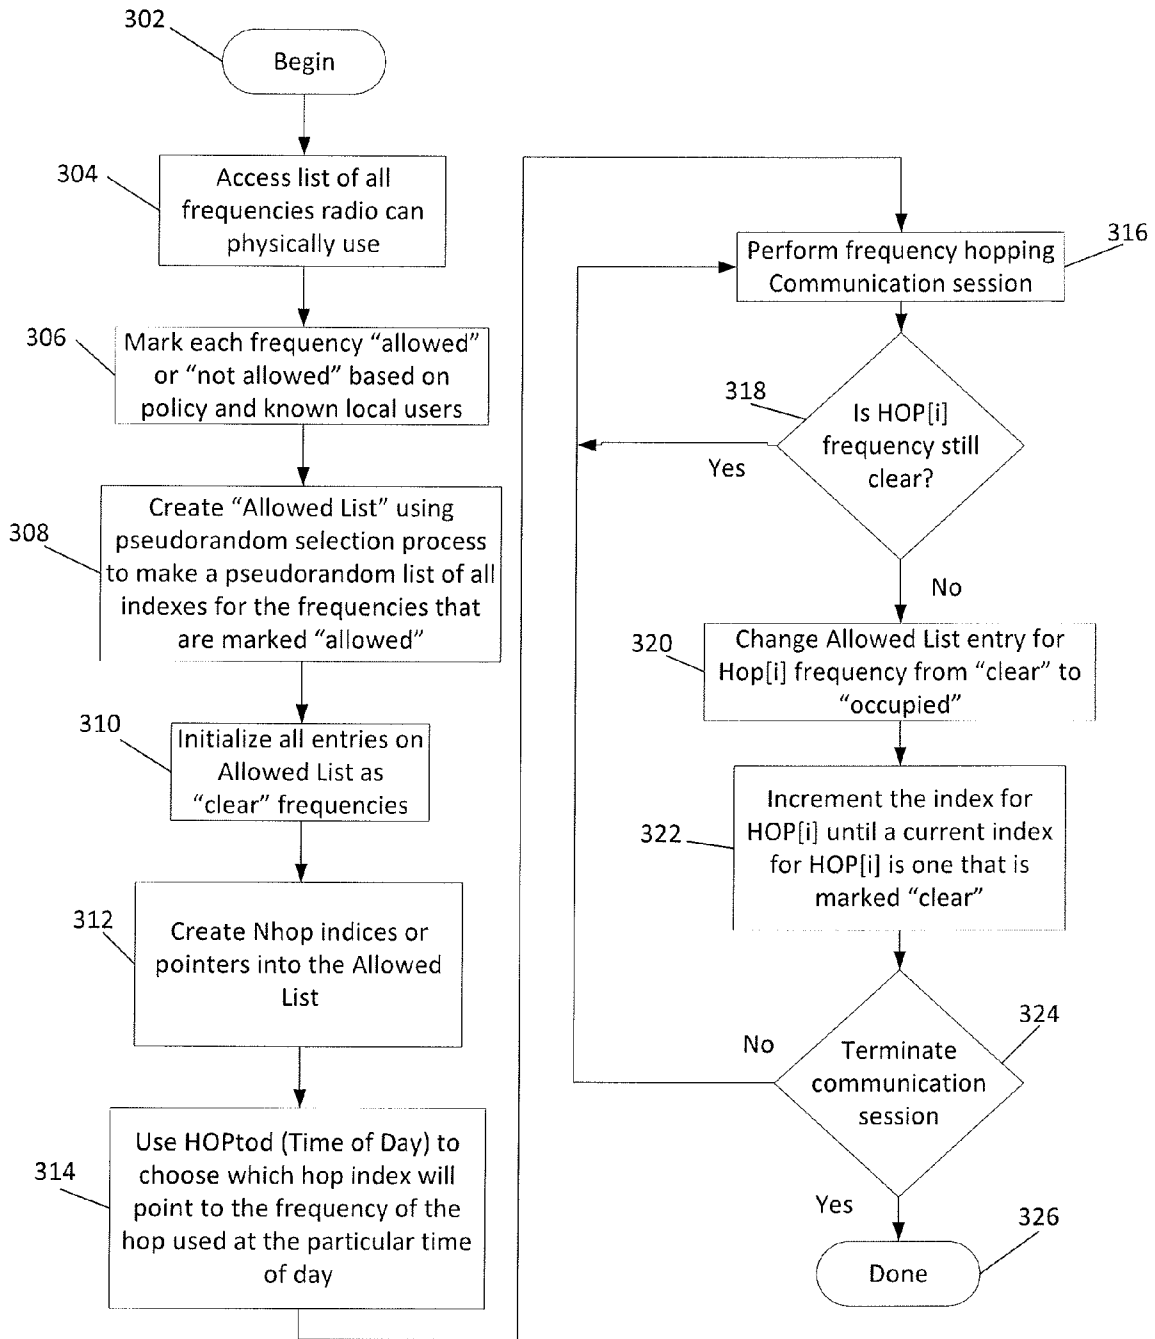 302
Begin
304
Access list of all
frequencies radio can
physically use
306
Mark each frequency “allowed”
or “not allowed” based on
policy and known local users
308
Create “Allowed List” using
pseudorandom selection process
to make a pseudorandom list of all
indexes for the frequencies that
are marked “allowed”
310
Initialize all entries on
Allowed List as
“clear” frequencies
312
Create Nhop indices or
pointers into the Allowed
List
314
Use HOPtod (Time of Day) to
choose which hop index will
point to the frequency of the
hop used at the particular time
of day
316
Perform frequency hopping
Communication session
318
Is HOP[i]
frequency still
clear?
Yes
No
320
Change Allowed List entry for
Hop[i] frequency from “clear” to
“occupied”
322
Increment the index for
HOP[i] until a current index
for HOP[i] is one that is
marked “clear”
324
No
Terminate
communication
session
Yes
326
Done